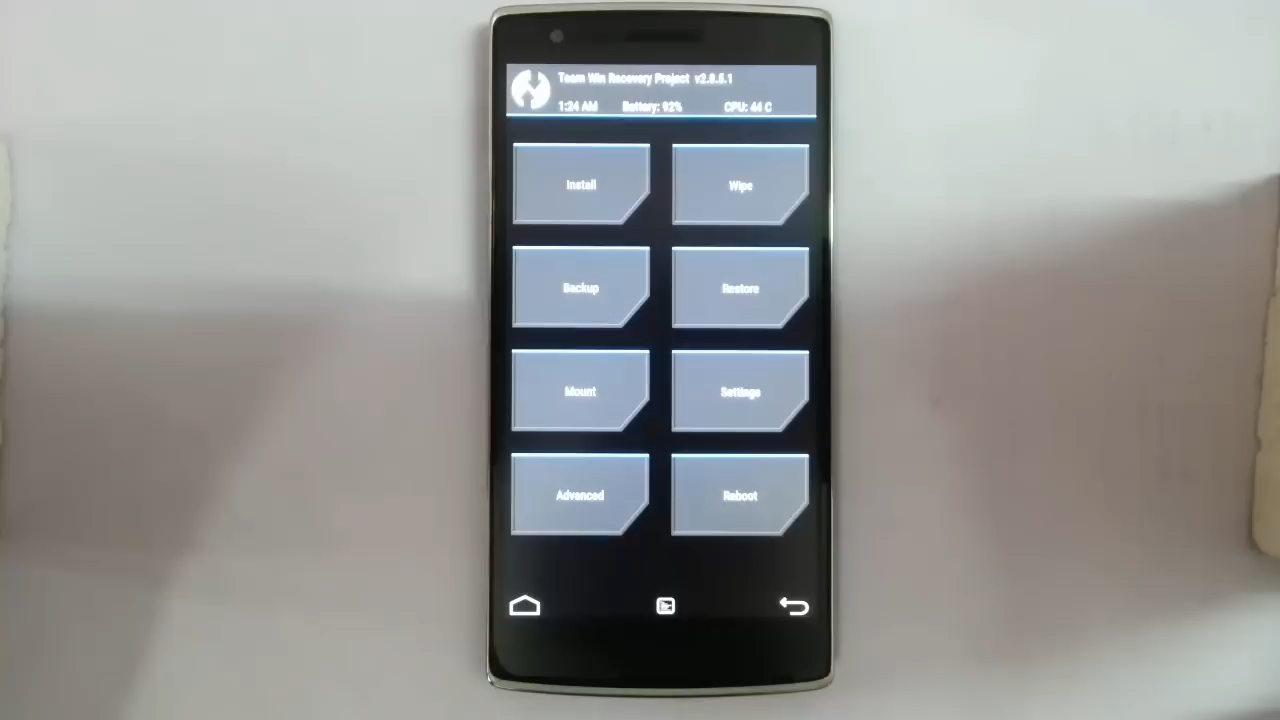 Team Win Recovery Project v2.8.5.1
1:24 AM Battery: 92% CPU: 44 C
Install Wipe
Backup Restore
Mount Settings
Advanced Reboot